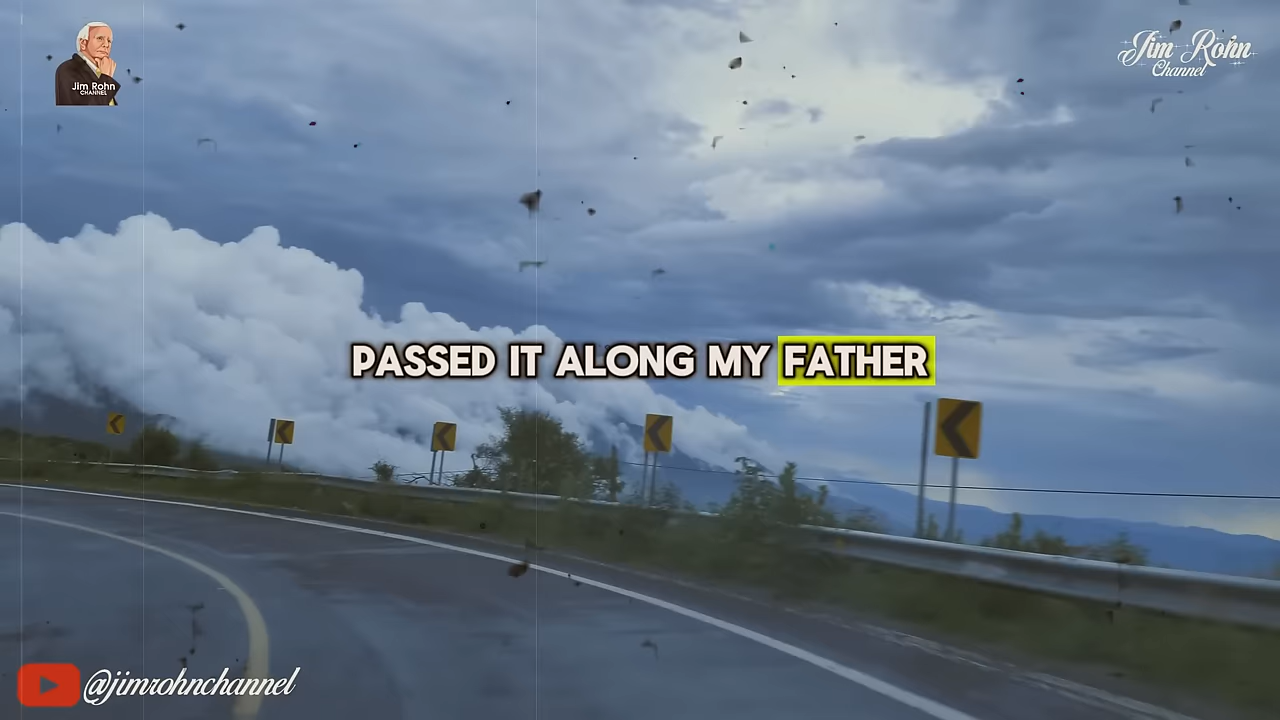 Jim Rohn
CHANNEL
Jim Rohn
Channel
PASSED IT ALONG MY FATHER
@jimrohnchannel